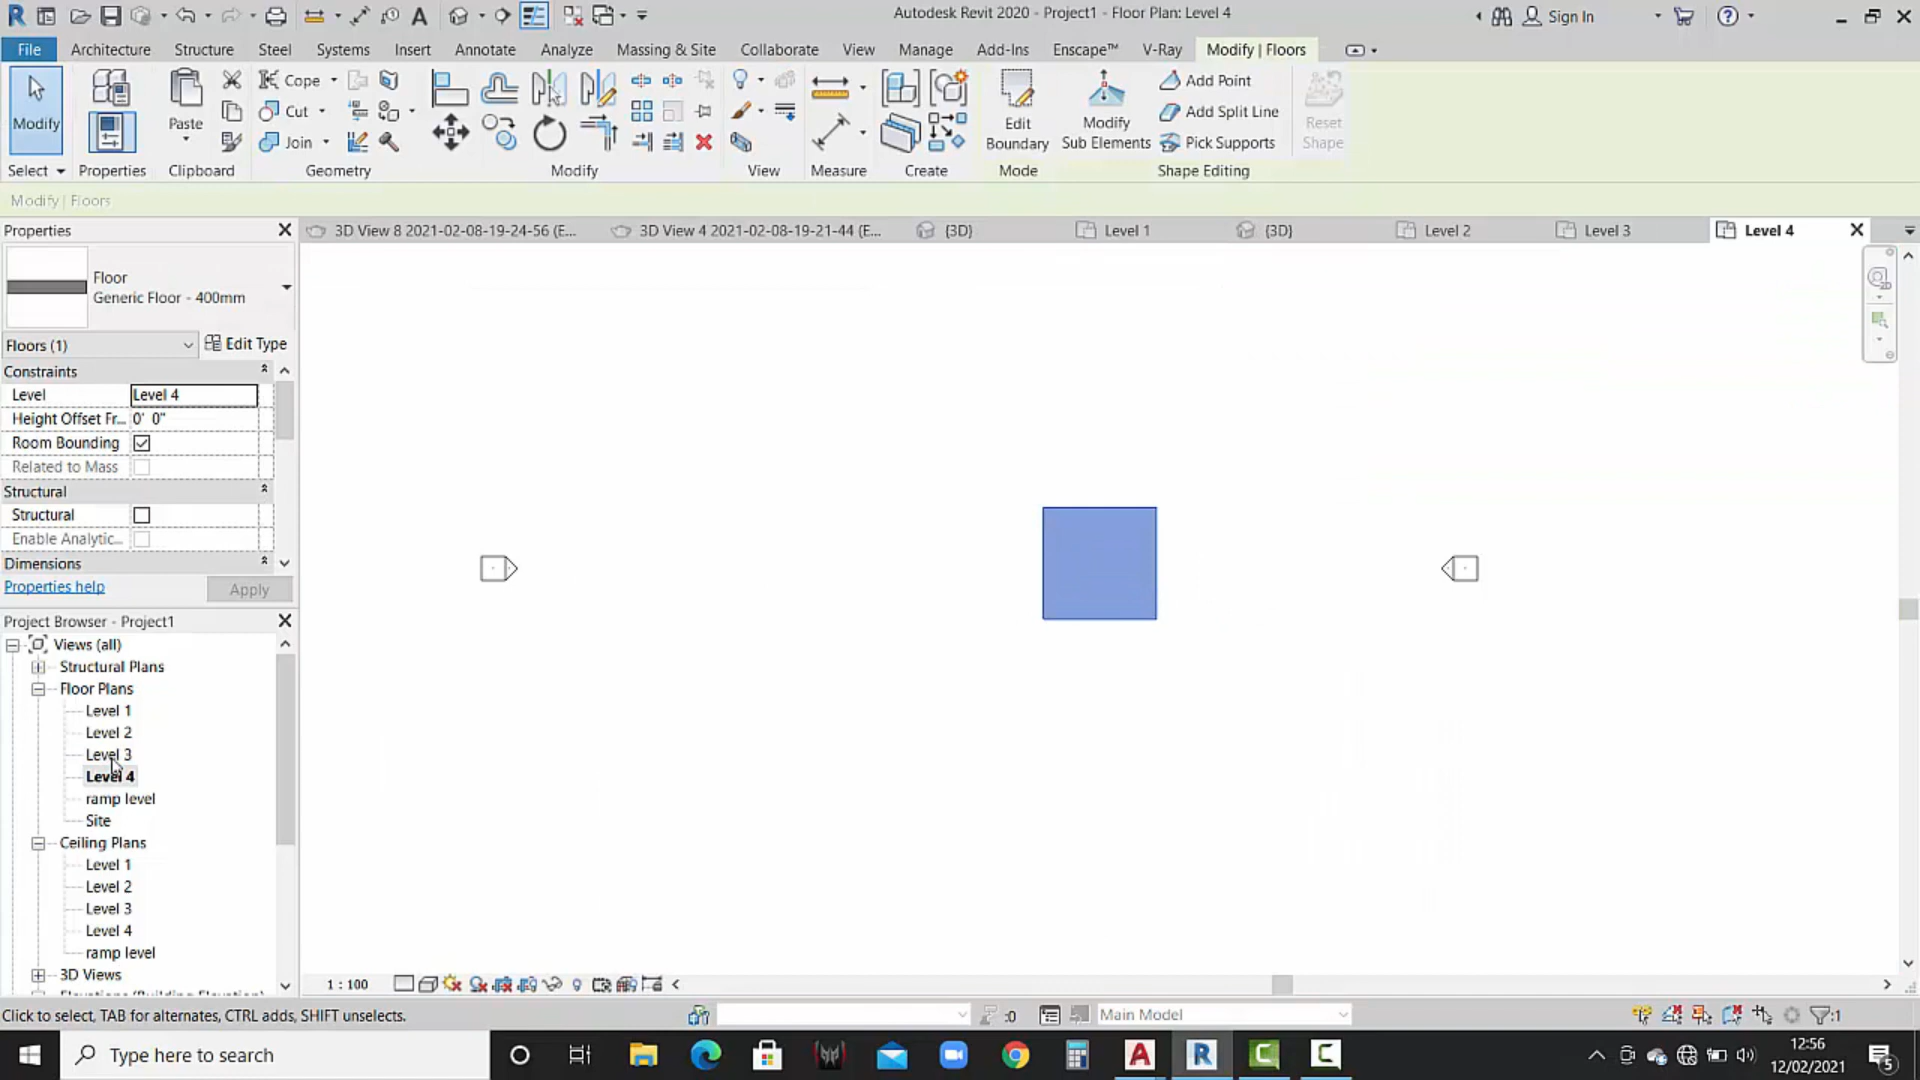 Autodesk Revit 2020 - Project1 - Floor Plan: Level 4
Sign In
File Architecture Structure Steel Systems Insert Annotate Analyze Massing & Site Collaborate View Manage Add-Ins Enscape™ V-Ray Modify | Floors
Modify
Paste
Cope
Cut
Join
Edit Boundary
Modify Sub Elements
Add Point
Add Split Line
Pick Supports
Reset Shape
Select Properties Clipboard Geometry Modify View Measure Create Mode Shape Editing
Modify | Floors
Properties
3D View 8 2021-02-08-19-24-56 (E...
3D View 4 2021-02-08-19-21-44 (E...
{3D}
Level 1
{3D}
Level 2
Level 3
Level 4
Floor
Generic Floor - 400mm
Floors (1)
Edit Type
Constraints
Level Level 4
Height Offset Fr... 0' 0"
Room Bounding
Related to Mass
Structural
Structural
Enable Analytic...
Dimensions
Properties help
Apply
Project Browser - Project1
Views (all)
Structural Plans
Floor Plans
Level 1
Level 2
Level 3
Level 4
ramp level
Site
Ceiling Plans
Level 1
Level 2
Level 3
Level 4
ramp level
3D Views
Elevations (Building Elevation)
1 : 100
Click to select, TAB for alternates, CTRL adds, SHIFT unselects.
:0
Main Model
:1
Type here to search
12:56
12/02/2021
5